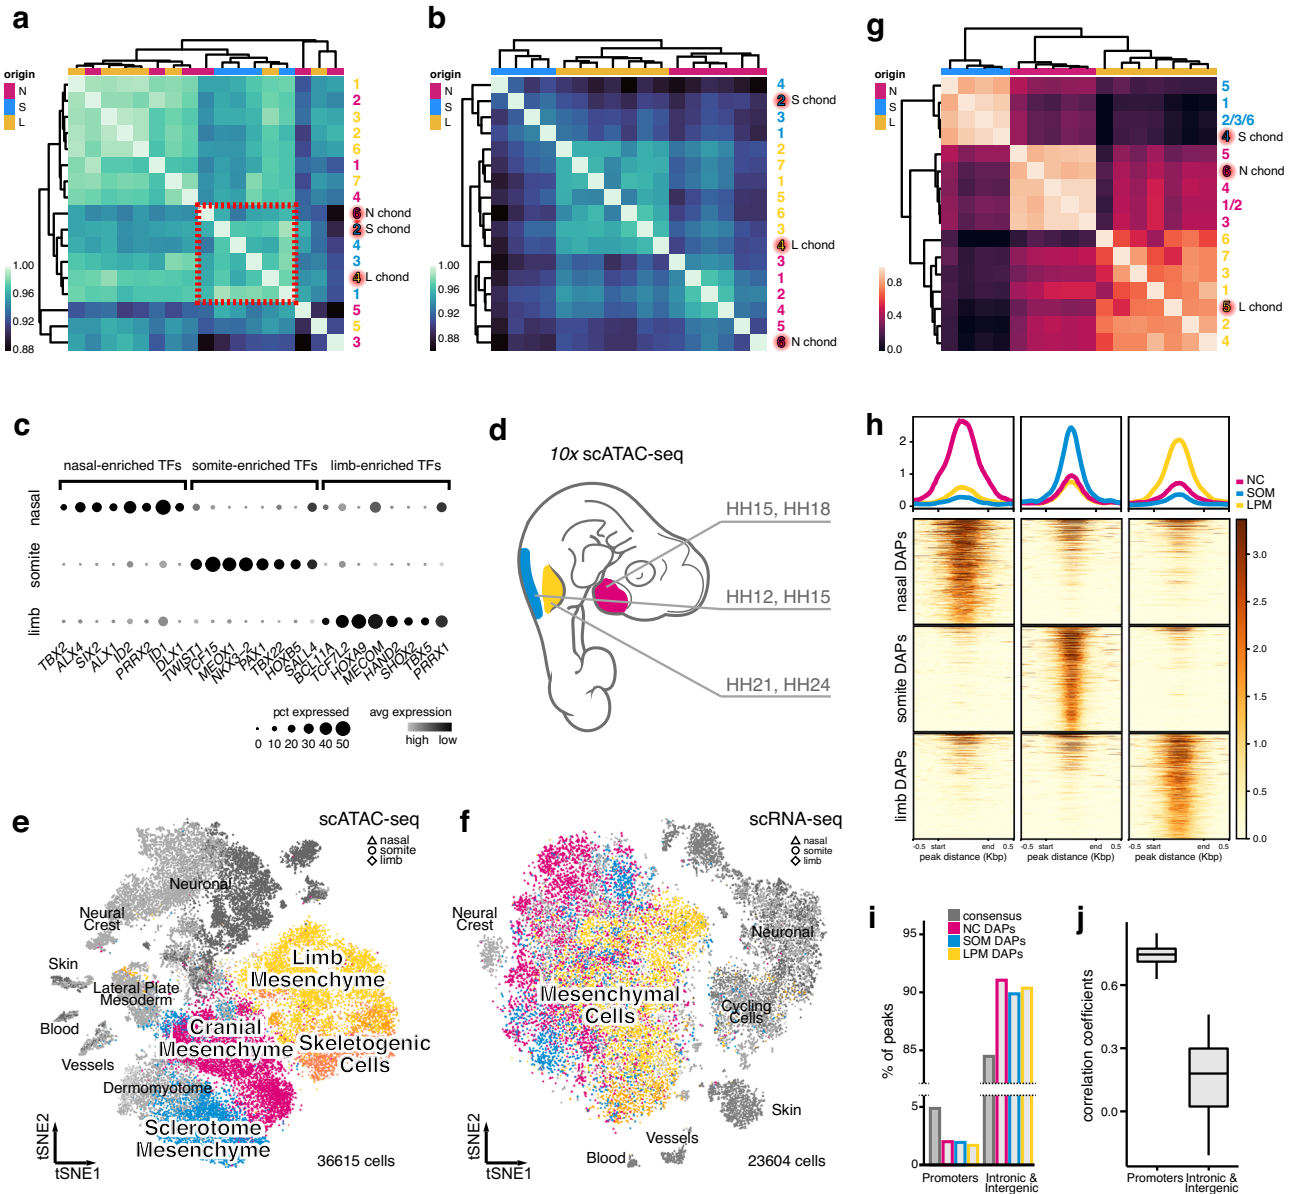 a
origin
N
S
L
1
2
3
2
6
1
7
4
6 N chond
2 S chond
4
3
4 L chond
1
5
5
3
1.00
0.96
0.92
0.88
b
origin
N
S
L
4
2 S chond
3
1
2
7
1
5
6
3
4 L chond
3
1
2
4
5
6 N chond
1.00
0.96
0.92
0.88
g
origin
N
S
L
5
1
2/3/6
4 S chond
5
6 N chond
4
1/2
3
6
7
3
1
5 L chond
2
4
0.8
0.4
0.0
c
nasal-enriched TFs somite-enriched TFs limb-enriched TFs
nasal
somite
limb
TBX2 ALX4 SIX2 ALX1 ID2 PRRX2 ID1 DLX1 TWIST1 TCF15 MEOX1 NKX3-2 PAX1 TBX22 HOXB5 SALL4 BCL11A TCF7L2 HOXA9 MECOM HAND2 SHOX2 TBX5 PRRX1
pct expressed
0 10 20 30 40 50
avg expression
high low
d
10x scATAC-seq
HH15, HH18
HH12, HH15
HH21, HH24
h
2
1
0
NC
SOM
LPM
nasal DAPs
somite DAPs
limb DAPs
3.0
2.5
2.0
1.5
1.0
0.5
0.0
-0.5 start end 0.5
peak distance (Kbp)
-0.5 start end 0.5
peak distance (Kbp)
-0.5 start end 0.5
peak distance (Kbp)
e
scATAC-seq
nasal
somite
limb
Neuronal
Neural
Crest
Skin
Lateral Plate
Mesoderm
Blood
Vessels
Dermomyotome
Limb
Mesenchyme
Cranial
Mesenchyme
Skeletogenic
Cells
Sclerotome
Mesenchyme
tSNE2
tSNE1
36615 cells
f
scRNA-seq
nasal
somite
limb
Neural
Crest
Neuronal
Mesenchymal
Cells
Cycling
Cells
Skin
Vessels
Blood
tSNE2
tSNE1
23604 cells
i
consensus
NC DAPs
SOM DAPs
LPM DAPs
% of peaks
95
90
85
5
0
Promoters
Intronic &
Intergenic
j
correlation coefficients
0.6
0.3
0.0
Promoters
Intronic &
Intergenic